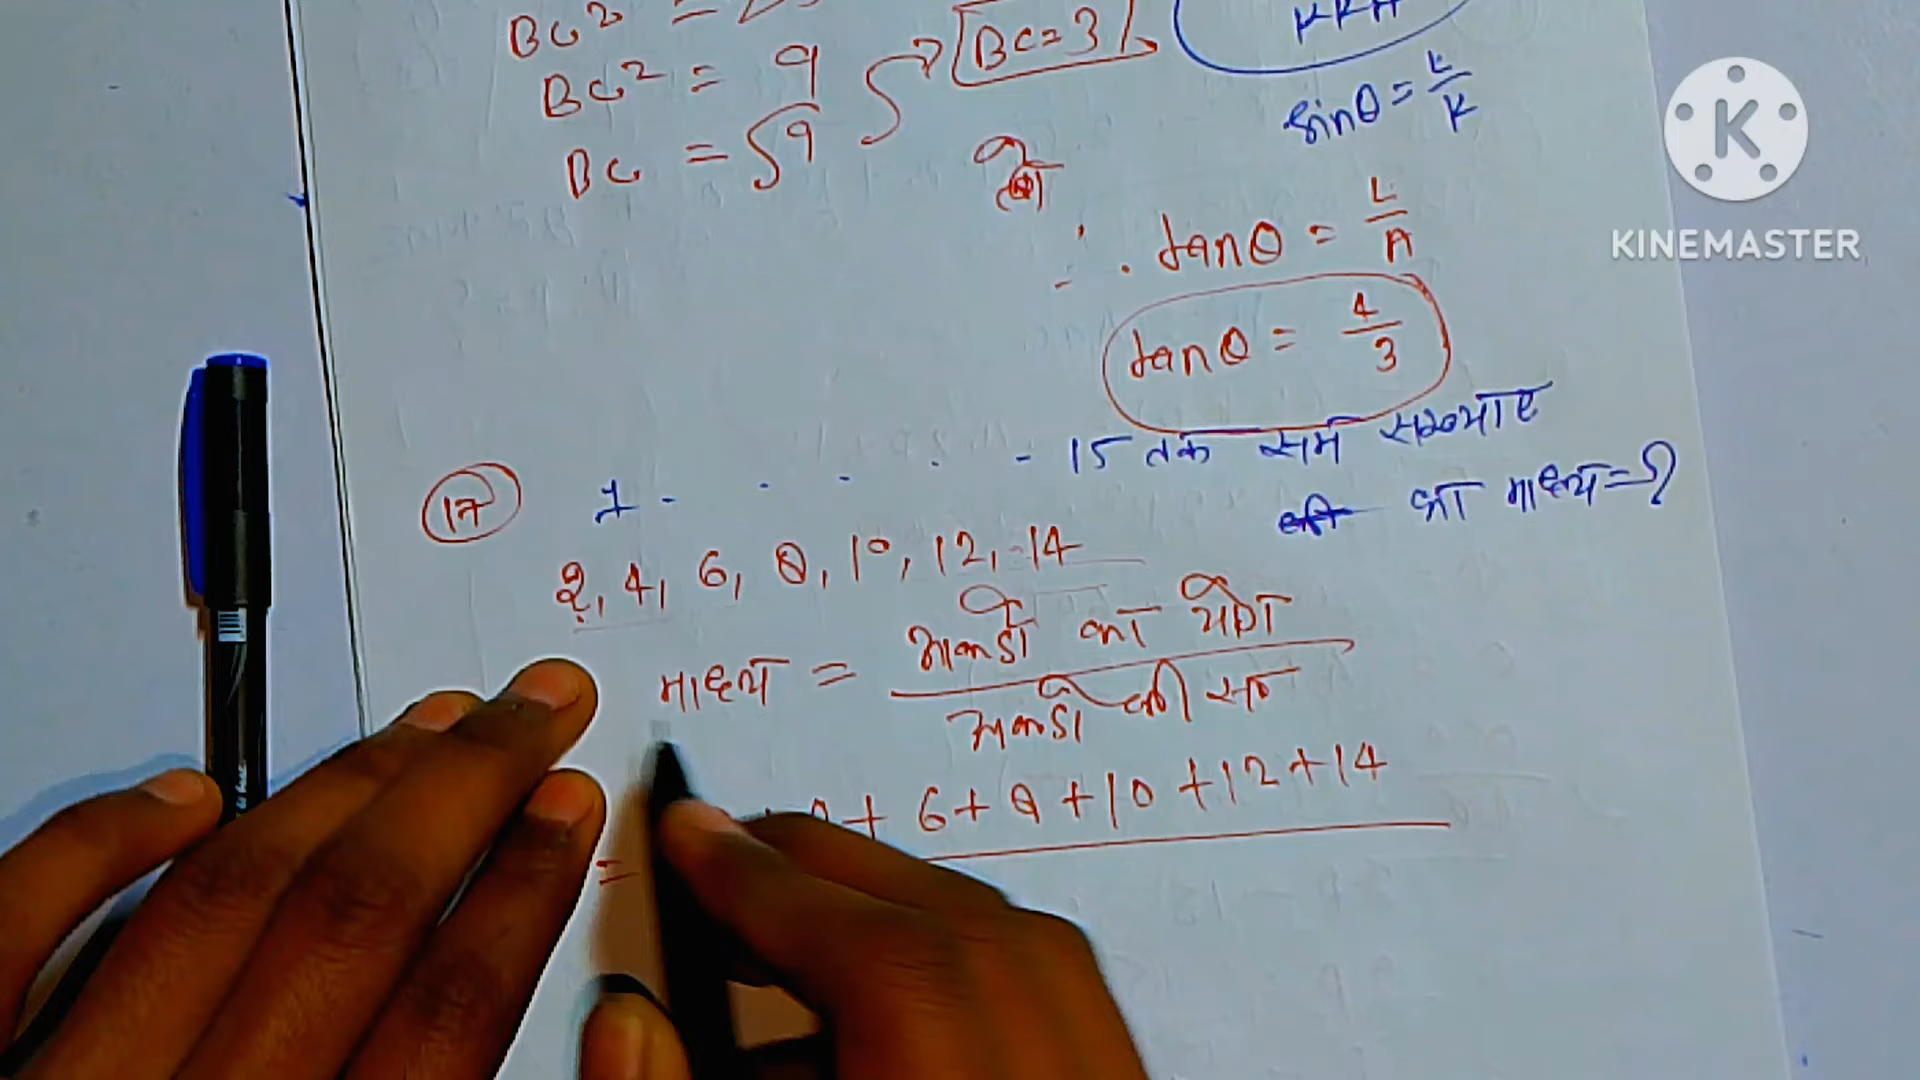 BC² =
BC² = 9
BC = √9
BC=3
sinθ = L/K
∴ tanθ = L/A
tanθ = 4/3
(17) 1 - . . . - 15 तक सम संख्याए
का माध्य = ?
2, 4, 6, 8, 10, 12, 14
माध्य = आकडो का योग / आकडो की सं
= + 6+8+10+12+14
K
KINEMASTER